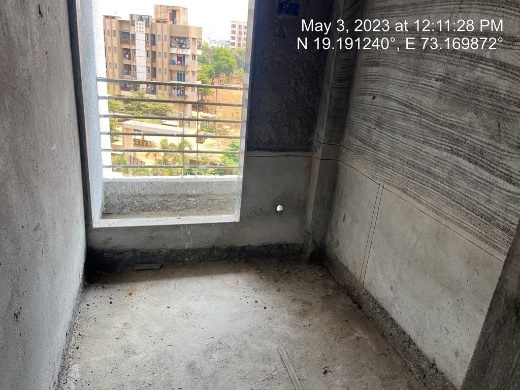 May 3, 2023 at 12:11:28 PM
N 19.191240°, E 73.169872°